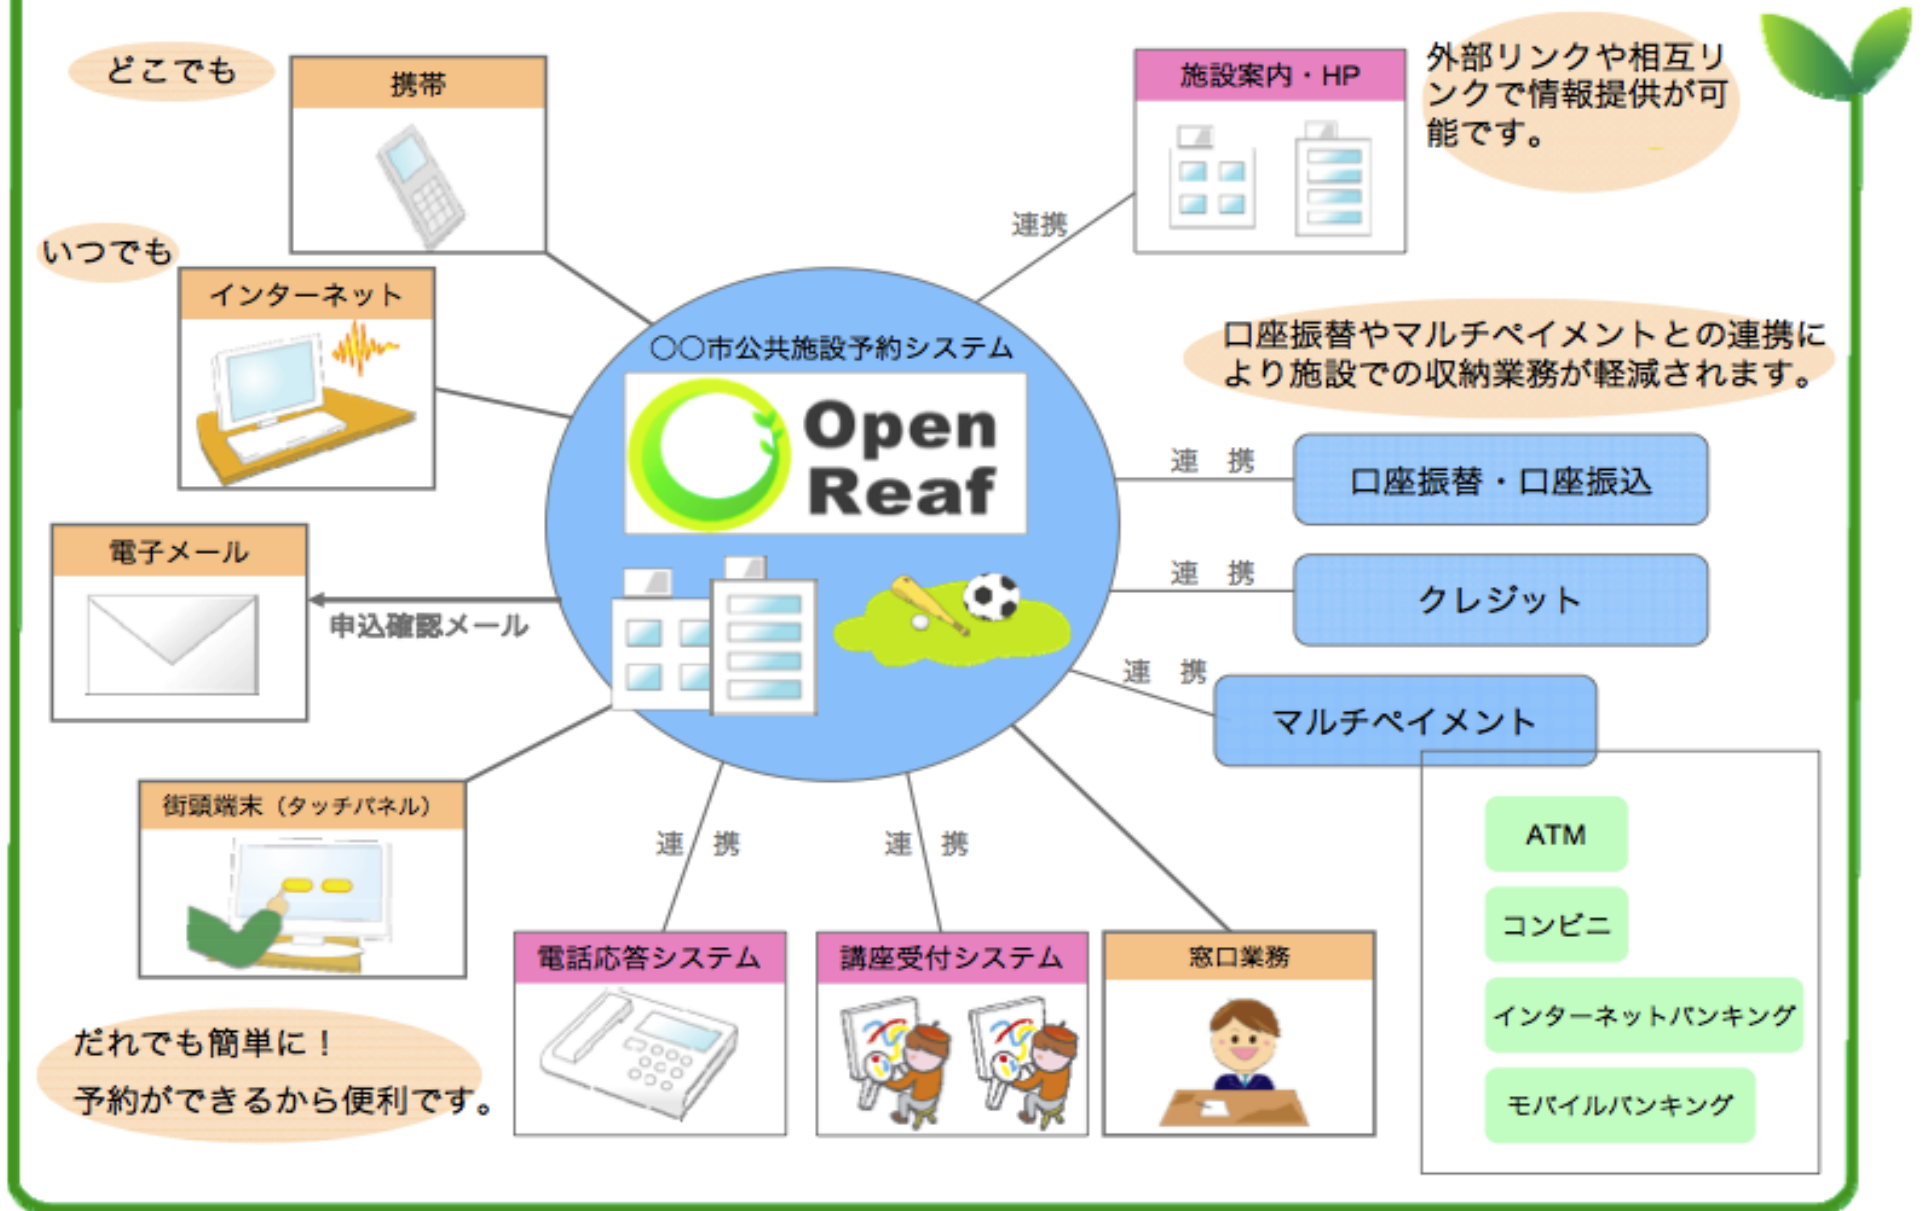 どこでも
携帯
施設案内・HP
外部リンクや相互リ
ンクで情報提供が可
能です。
連携
いつでも
インターネット
〇〇市公共施設予約システム
Open
Reaf
口座振替やマルチペイメントとの連携に
より施設での収納業務が軽減されます。
連 携
口座振替・口座振込
電子メール
申込確認メール
連 携
クレジット
連 携
マルチペイメント
街頭端末（タッチパネル）
連 携
連 携
ATM
コンビニ
インターネットバンキング
モバイルバンキング
電話応答システム
講座受付システム
窓口業務
だれでも簡単に！
予約ができるから便利です。